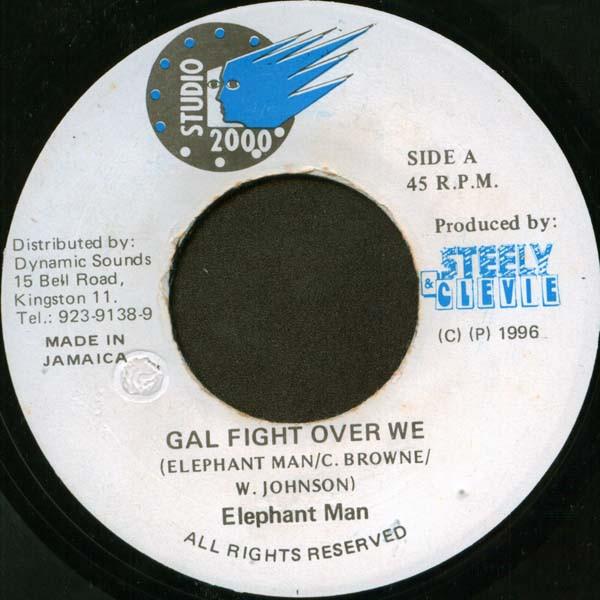 STUDIO
2000
SIDE A
45 R.P.M.
Produced by:
STEELY
& CLEVIE
(C) (P) 1996
Distributed by:
Dynamic Sounds
15 Bell Road,
Kingston 11.
Tel.: 923-9138-9
MADE IN
JAMAICA
GAL FIGHT OVER WE
(ELEPHANT MAN/C. BROWNE/
W. JOHNSON)
Elephant Man
ALL RIGHTS RESERVED